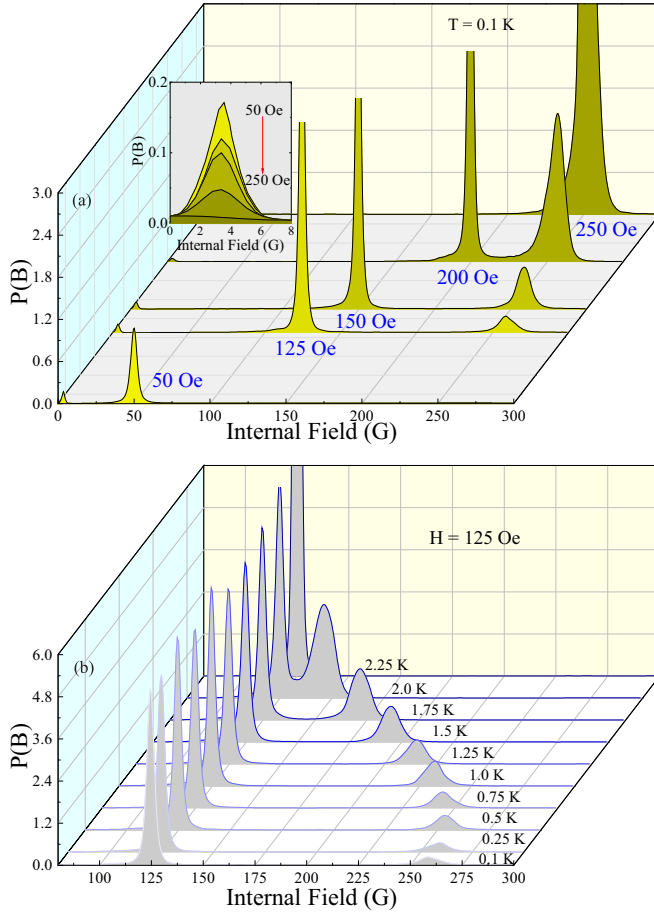 T = 0.1 K
0.2
50 Oe
P(B)
0.1
250 Oe
0.0
0 2 4 6 8
Internal Field (G)
3.0
(a)
2.4
250 Oe
P(B)
1.8
200 Oe
1.2
150 Oe
125 Oe
0.6
50 Oe
0.0
0 50 100 150 200 250 300
Internal Field (G)
H = 125 Oe
6.0
(b)
2.25 K
4.8
2.0 K
P(B)
1.75 K
3.6
1.5 K
1.25 K
2.4
1.0 K
0.75 K
1.2
0.5 K
0.25 K
0.0
0.1 K
100 125 150 175 200 225 250 275 300
Internal Field (G)